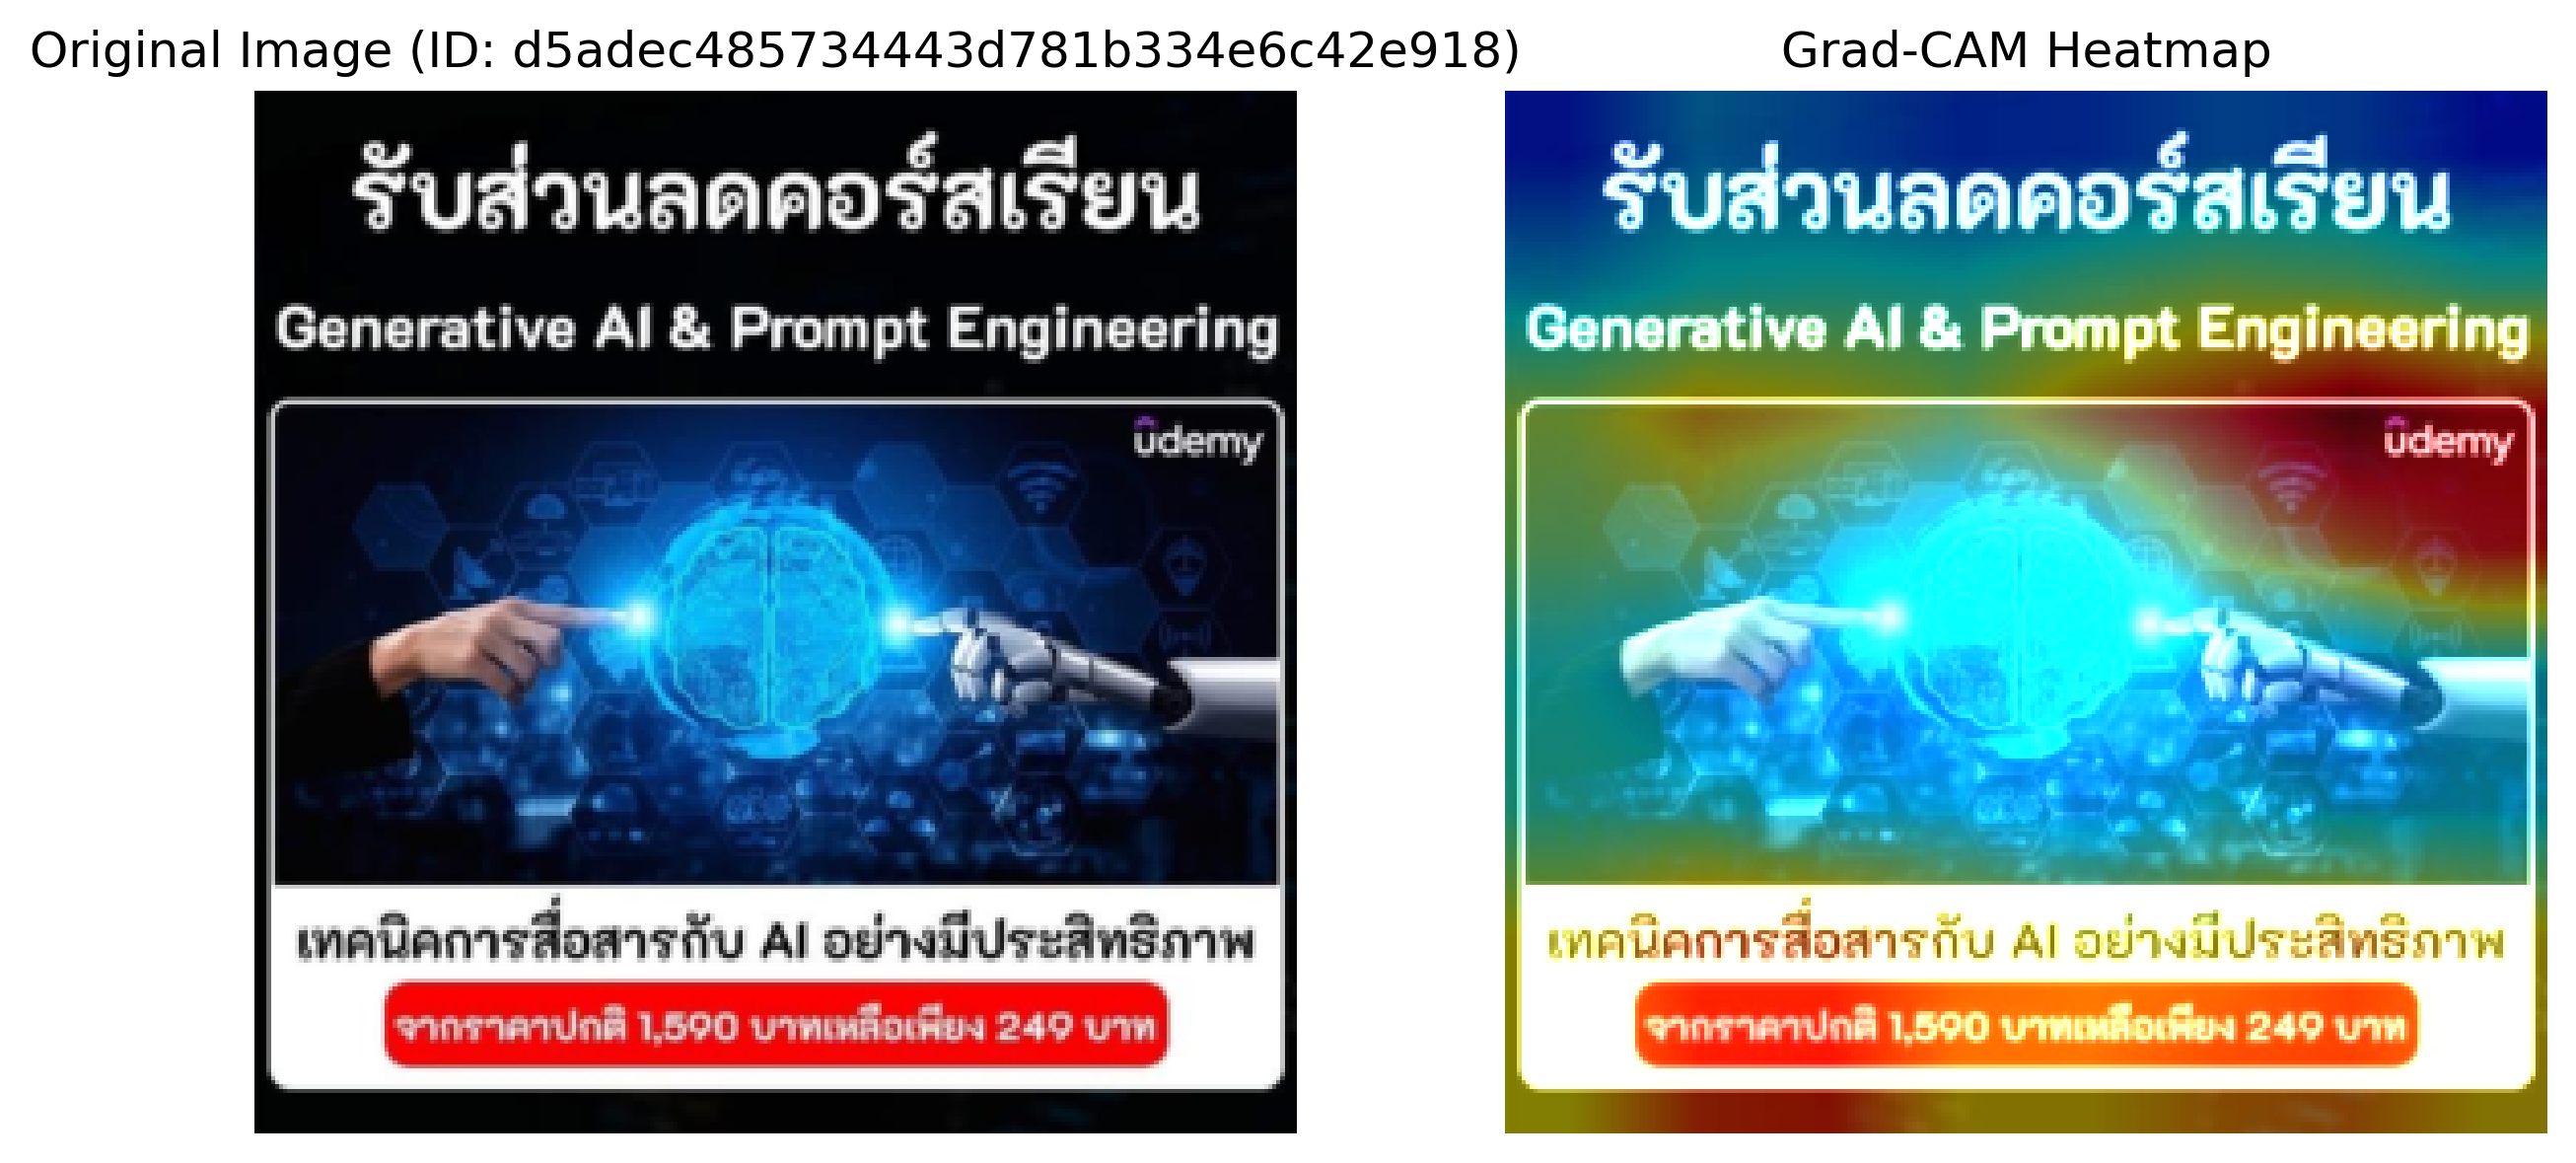 Original Image (ID: d5adec485734443d781b334e6c42e918)
รับส่วนลดคอร์สเรียน
Generative AI & Prompt Engineering
udemy
เทคนิคการสื่อสารกับ AI อย่างมีประสิทธิภาพ
จากราคาปกติ 1,590 บาทเหลือเพียง 249 บาท
Grad-CAM Heatmap
รับส่วนลดคอร์สเรียน
Generative AI & Prompt Engineering
udemy
เทคนิคการสื่อสารกับ AI อย่างมีประสิทธิภาพ
จากราคาปกติ 1,590 บาทเหลือเพียง 249 บาท